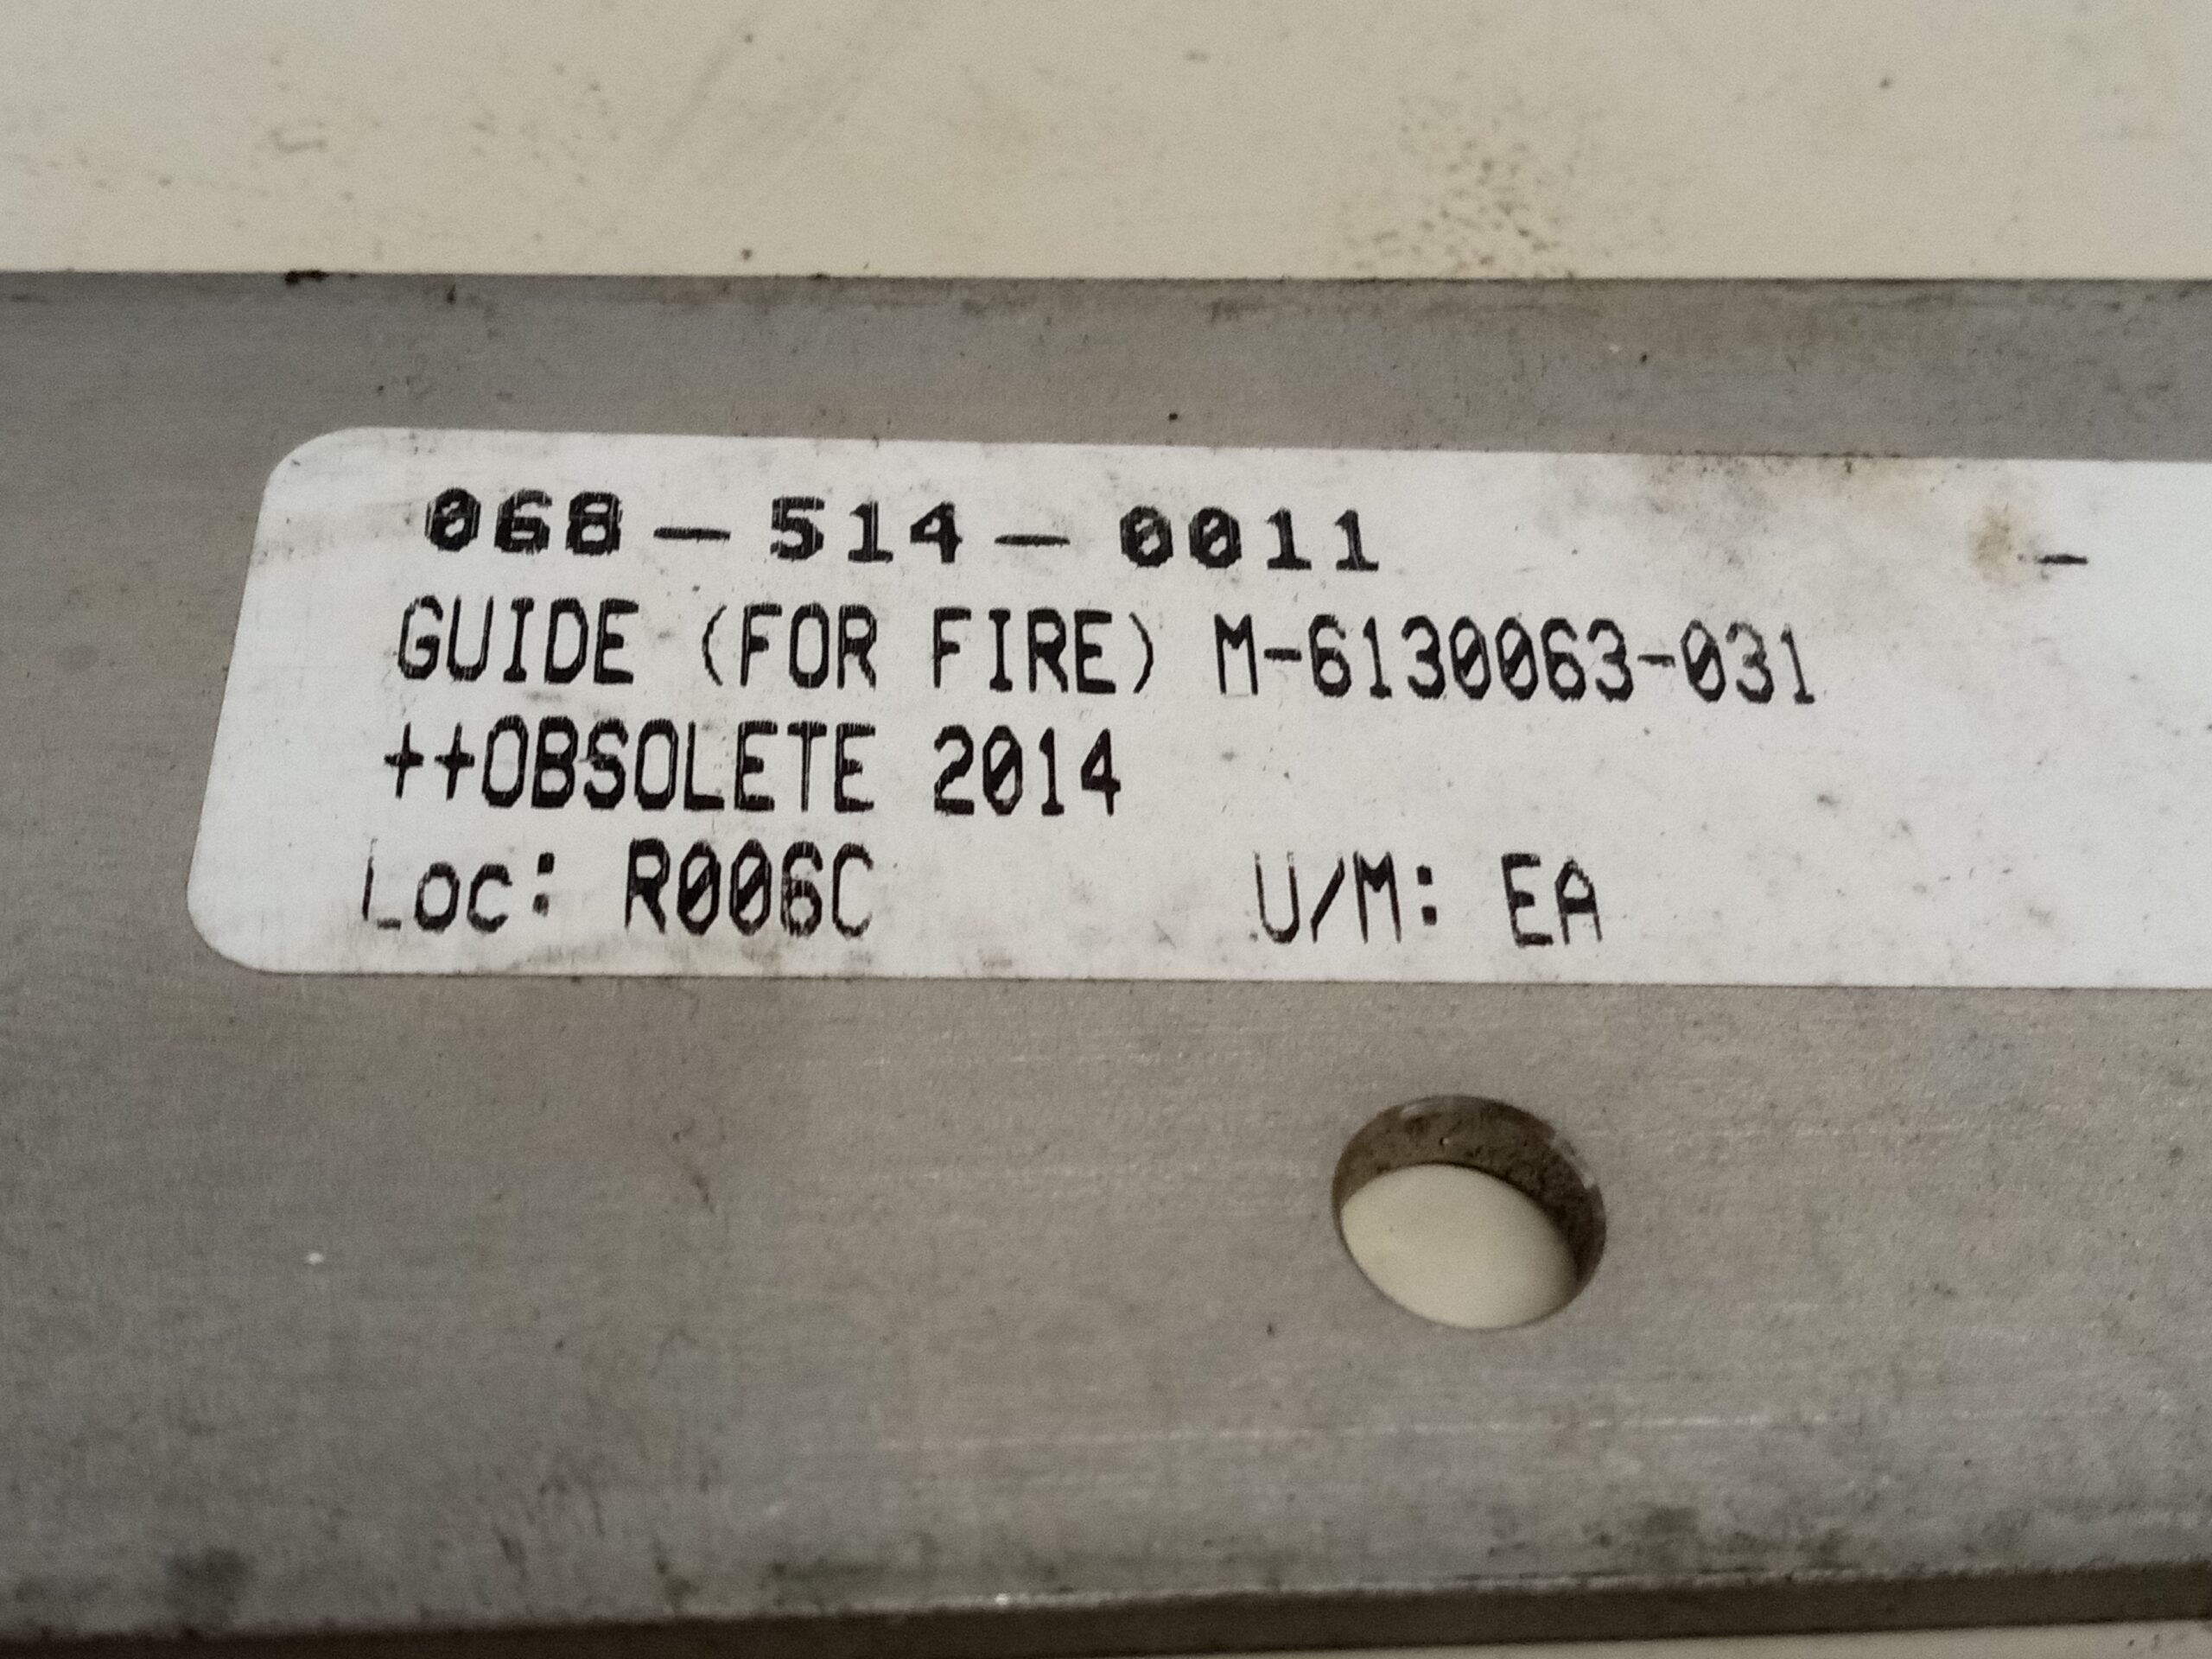 068-514-0011 -
GUIDE (FOR FIRE) M-6130063-031
++OBSOLETE 2014
Loc: R006C U/M: EA